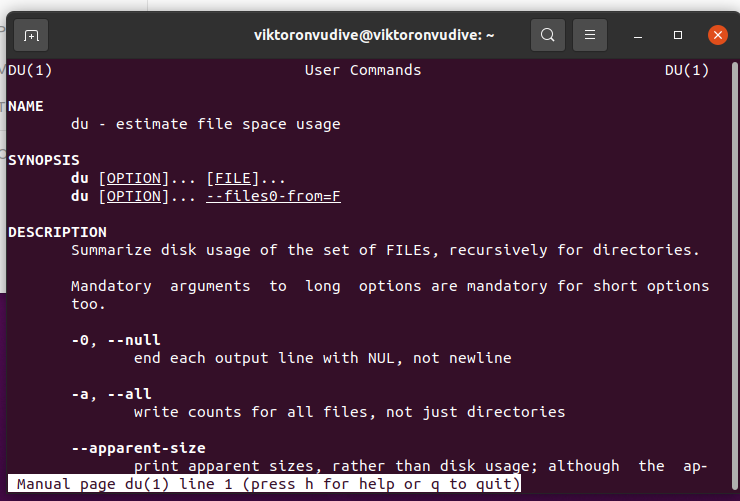 viktoronvudive@viktoronvudive: ~
DU(1) User Commands DU(1)
NAME
du - estimate file space usage
SYNOPSIS
du [OPTION]... [FILE]...
du [OPTION]... --files0-from=F
DESCRIPTION
Summarize disk usage of the set of FILEs, recursively for directories.
Mandatory arguments to long options are mandatory for short options
too.
-0, --null
end each output line with NUL, not newline
-a, --all
write counts for all files, not just directories
--apparent-size
print apparent sizes, rather than disk usage; although the ap-
Manual page du(1) line 1 (press h for help or q to quit)